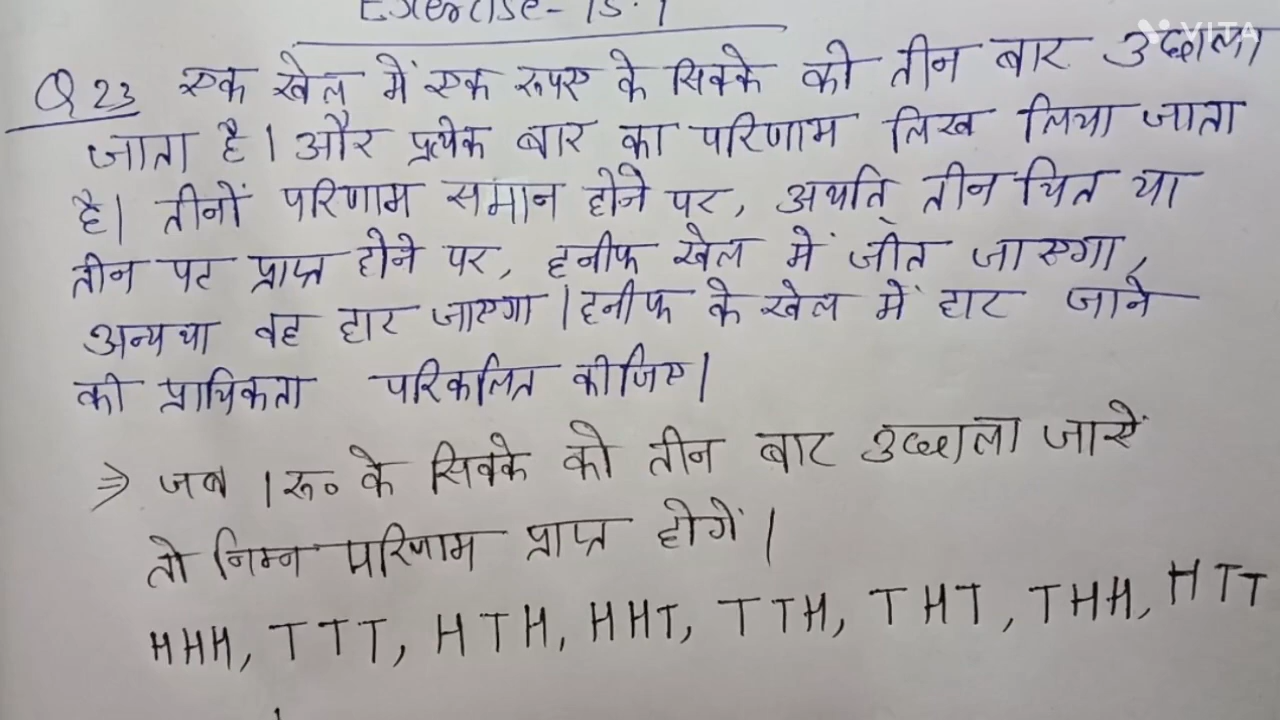 Exercise - 15.1
VITA
Q 23 एक खेल में एक रुपए के सिक्के को तीन बार उछाला
जाता है। और प्रत्येक बार का परिणाम लिख लिया जाता
है। तीनों परिणाम समान होने पर, अर्थात् तीन चित या
तीन पट प्राप्त होने पर, हनीफ खेल में जीत जाएगा,
अन्यथा वह हार जाएगा। हनीफ के खेल में हार जाने
की प्रायिकता परिकलित कीजिए।
⇒ जब 1 रू० के सिक्के को तीन बार उछाला जायें
तो निम्न परिणाम प्राप्त होगें।
HHH, TTT, HTH, HHT, TTH, THT, THH, HTT